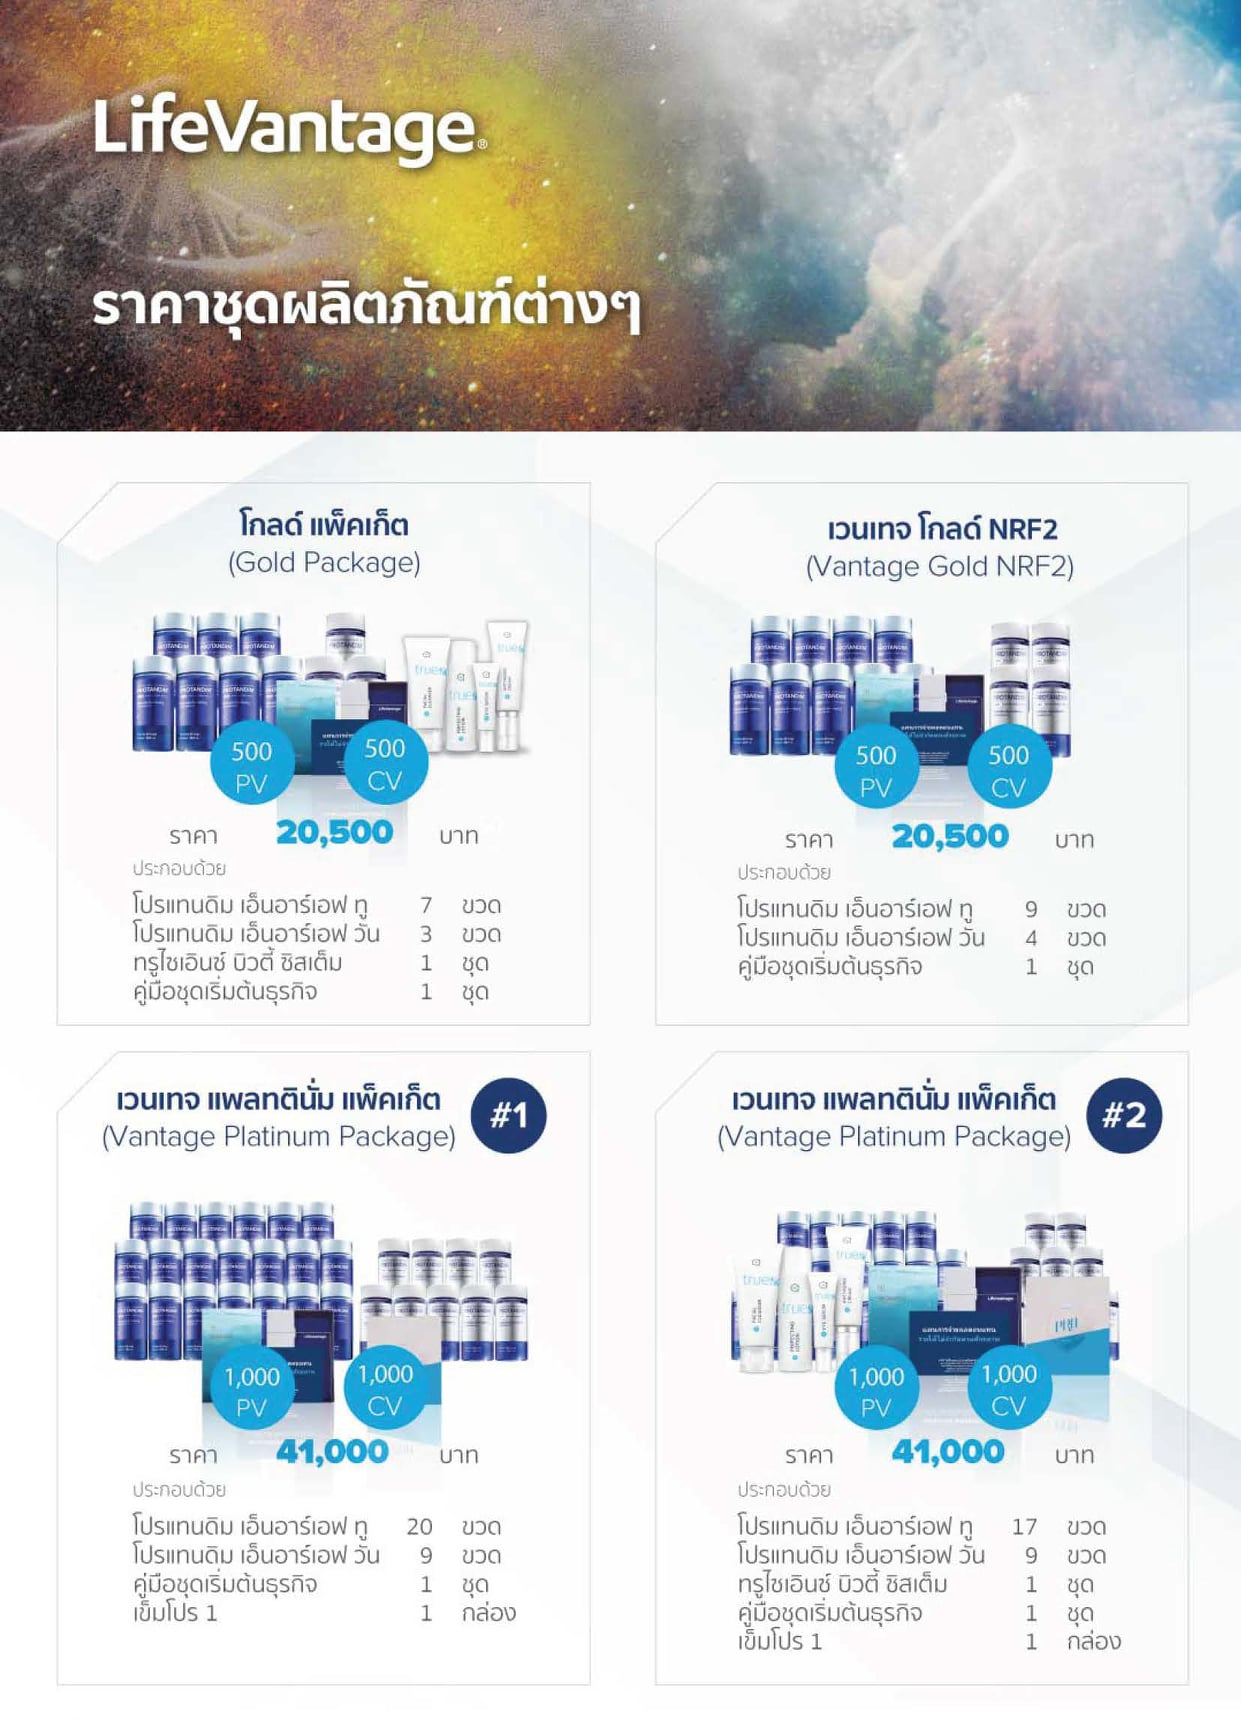 LifeVantage®
ราคาชุดผลิตภัณฑ์ต่างๆ
โกลด์ แพ็คเก็ต
(Gold Package)
500 PV
500 CV
ราคา 20,500 บาท
ประกอบด้วย
โปรแทนดิม เอ็นอาร์เอฟ ทู 7 ขวด
โปรแทนดิม เอ็นอาร์เอฟ วัน 3 ขวด
ทรูไซเอินซ์ บิวตี้ ซิสเต็ม 1 ชุด
คู่มือชุดเริ่มต้นธุรกิจ 1 ชุด
เวนเทจ โกลด์ NRF2
(Vantage Gold NRF2)
500 PV
500 CV
ราคา 20,500 บาท
ประกอบด้วย
โปรแทนดิม เอ็นอาร์เอฟ ทู 9 ขวด
โปรแทนดิม เอ็นอาร์เอฟ วัน 4 ขวด
คู่มือชุดเริ่มต้นธุรกิจ 1 ชุด
เวนเทจ แพลทตินั่ม แพ็คเก็ต
(Vantage Platinum Package)
#1
1,000 PV
1,000 CV
ราคา 41,000 บาท
ประกอบด้วย
โปรแทนดิม เอ็นอาร์เอฟ ทู 20 ขวด
โปรแทนดิม เอ็นอาร์เอฟ วัน 9 ขวด
คู่มือชุดเริ่มต้นธุรกิจ 1 ชุด
เข็มโปร 1 1 กล่อง
เวนเทจ แพลทตินั่ม แพ็คเก็ต
(Vantage Platinum Package)
#2
1,000 PV
1,000 CV
ราคา 41,000 บาท
ประกอบด้วย
โปรแทนดิม เอ็นอาร์เอฟ ทู 17 ขวด
โปรแทนดิม เอ็นอาร์เอฟ วัน 9 ขวด
ทรูไซเอินซ์ บิวตี้ ซิสเต็ม 1 ชุด
คู่มือชุดเริ่มต้นธุรกิจ 1 ชุด
เข็มโปร 1 1 กล่อง